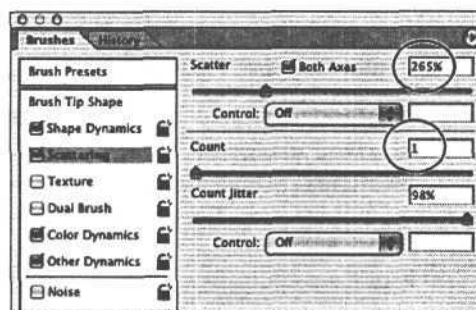 Brushes History
Brush Presets
Brush Tip Shape
Shape Dynamics
Scattering
Texture
Dual Brush
Color Dynamics
Other Dynamics
Noise
Scatter Both Axes 265%
Control: Off
Count 1
Count Jitter 98%
Control: Off